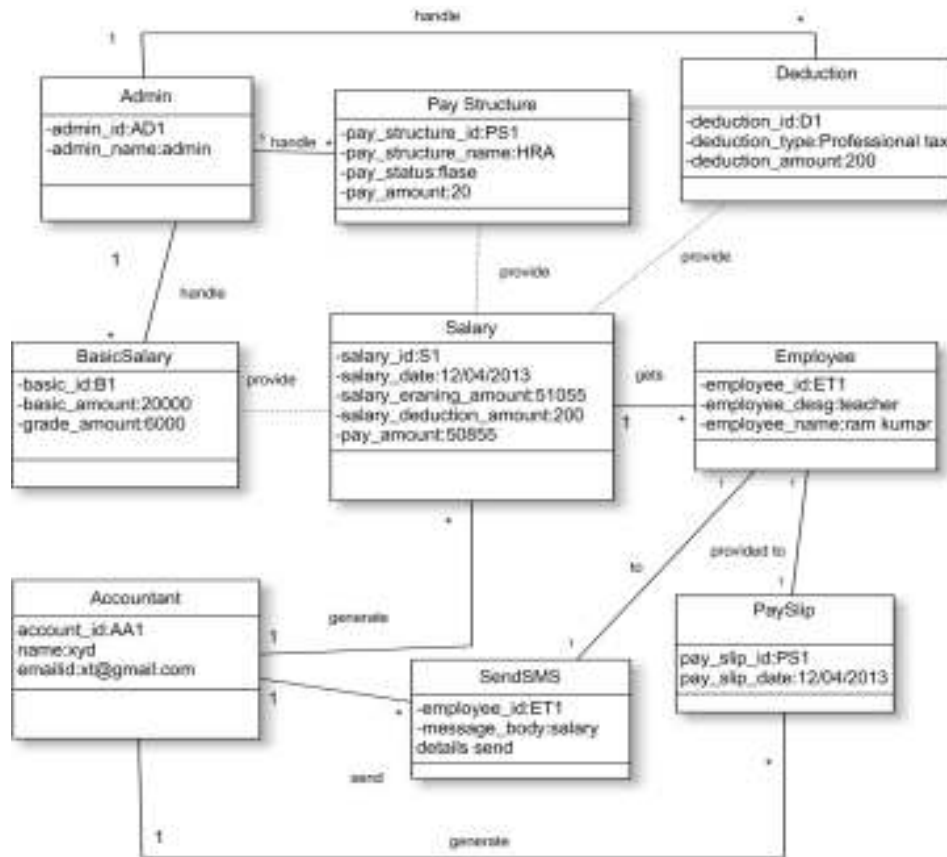 handle
1
*
Admin
-admin_id:AD1
-admin_name:admin
* handle *
Pay Structure
-pay_structure_id:PS1
-pay_structure_name:HRA
-pay_status:flase
-pay_amount:20
Deduction
-deduction_id:D1
-deduction_type:Professional tax
-deduction_amount:200
1
handle
*
provide
provide
BasicSalary
-basic_id:B1
-basic_amount:20000
-grade_amount:6000
provide
Salary
-salary_id:S1
-salary_date:12/04/2013
-salary_eraning_amount:51055
-salary_deduction_amount:200
-pay_amount:50855
gets
1
*
Employee
-employee_id:ET1
-employee_desg:teacher
-employee_name:ram kumar
*
1
1
to
provided to
1
1
Accountant
account_id:AA1
name:xyd
emailid:xt@gmail.com
generate
1
1
*
send
SendSMS
-employee_id:ET1
-message_body:salary
details send
PaySlip
pay_slip_id:PS1
pay_slip_date:12/04/2013
*
1
generate